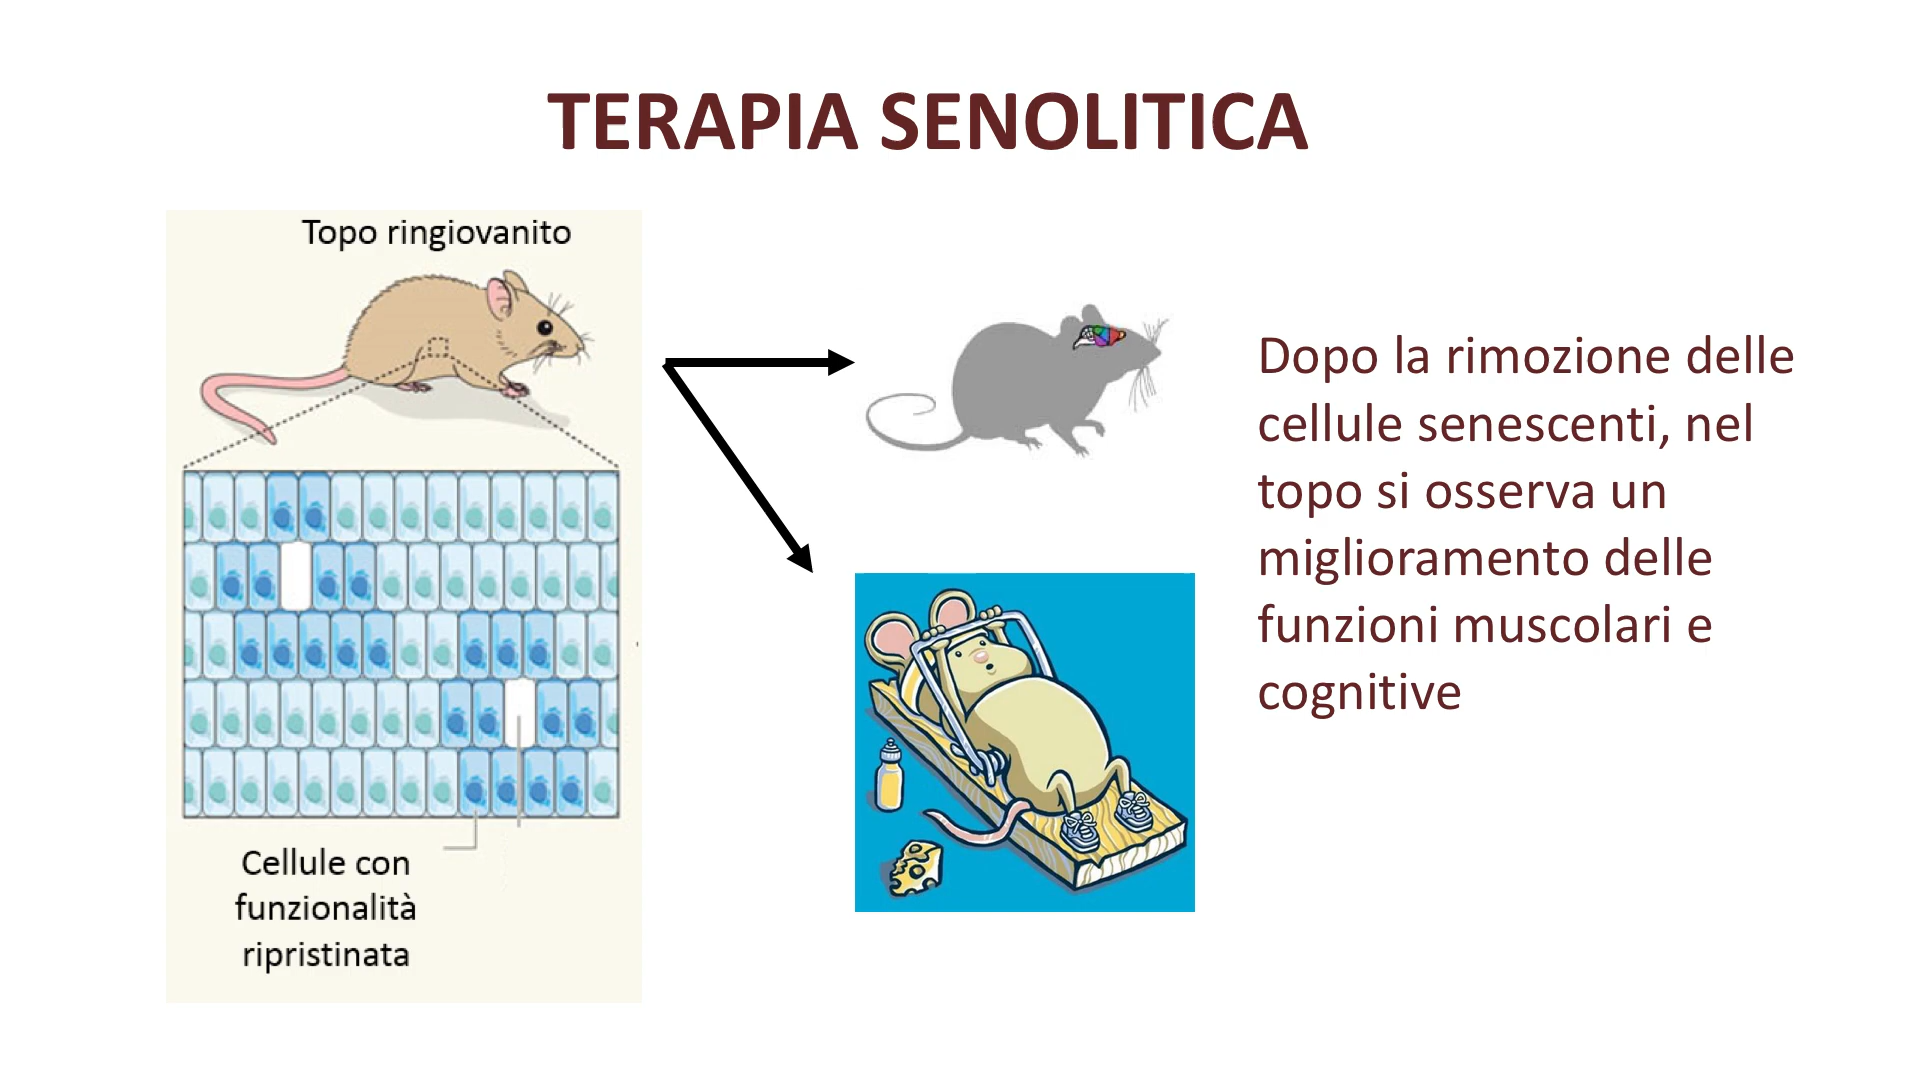 TERAPIA SENOLITICA
Topo ringiovanito
Dopo la rimozione delle
cellule senescenti, nel
topo si osserva un
miglioramento delle
funzioni muscolari e
cognitive
Cellule con
funzionalità
ripristinata